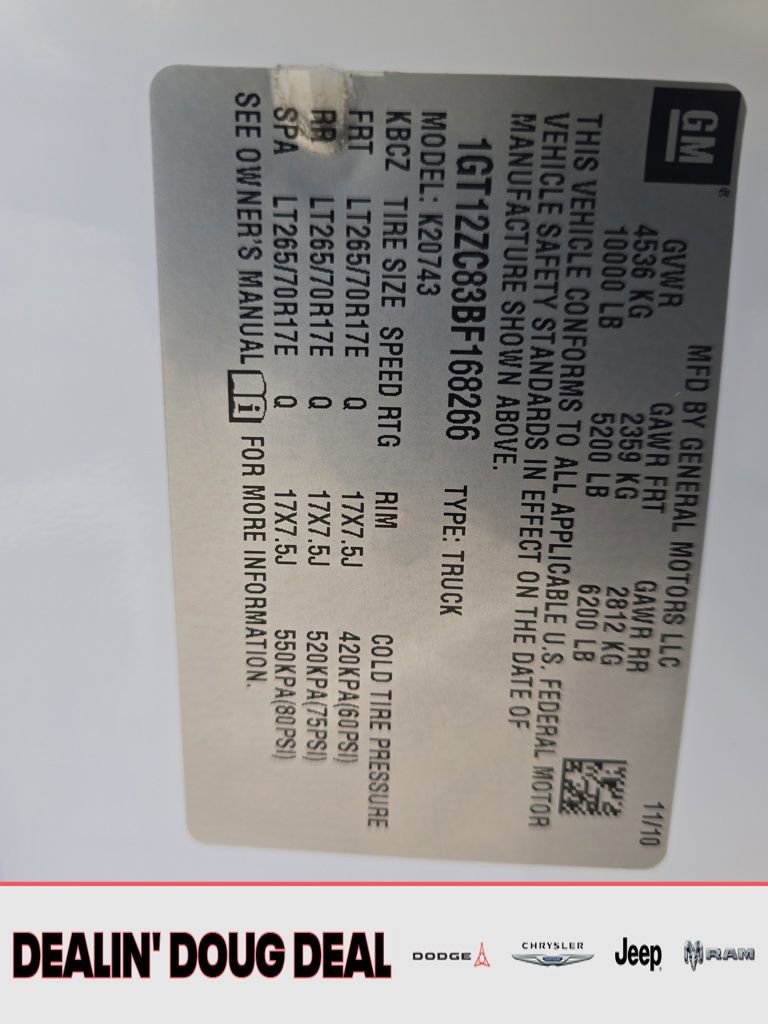 GM®
MFD BY GENERAL MOTORS LLC 11/10
GVWR GAWR FRT GAWR RR
4536 KG 2359 KG 2812 KG
10000 LB 5200 LB 6200 LB
THIS VEHICLE CONFORMS TO ALL APPLICABLE U.S. FEDERAL MOTOR
VEHICLE SAFETY STANDARDS IN EFFECT ON THE DATE OF
MANUFACTURE SHOWN ABOVE.
1GT12ZC83BF168266 TYPE: TRUCK
MODEL: K20743
KBCZ TIRE SIZE SPEED RTG RIM COLD TIRE PRESSURE
FRT LT265/70R17E Q 17X7.5J 420KPA(60PSI)
RR LT265/70R17E Q 17X7.5J 520KPA(75PSI)
SPA LT265/70R17E Q 17X7.5J 550KPA(80PSI)
SEE OWNER'S MANUAL i FOR MORE INFORMATION.
DEALIN' DOUG DEAL DODGE CHRYSLER Jeep RAM